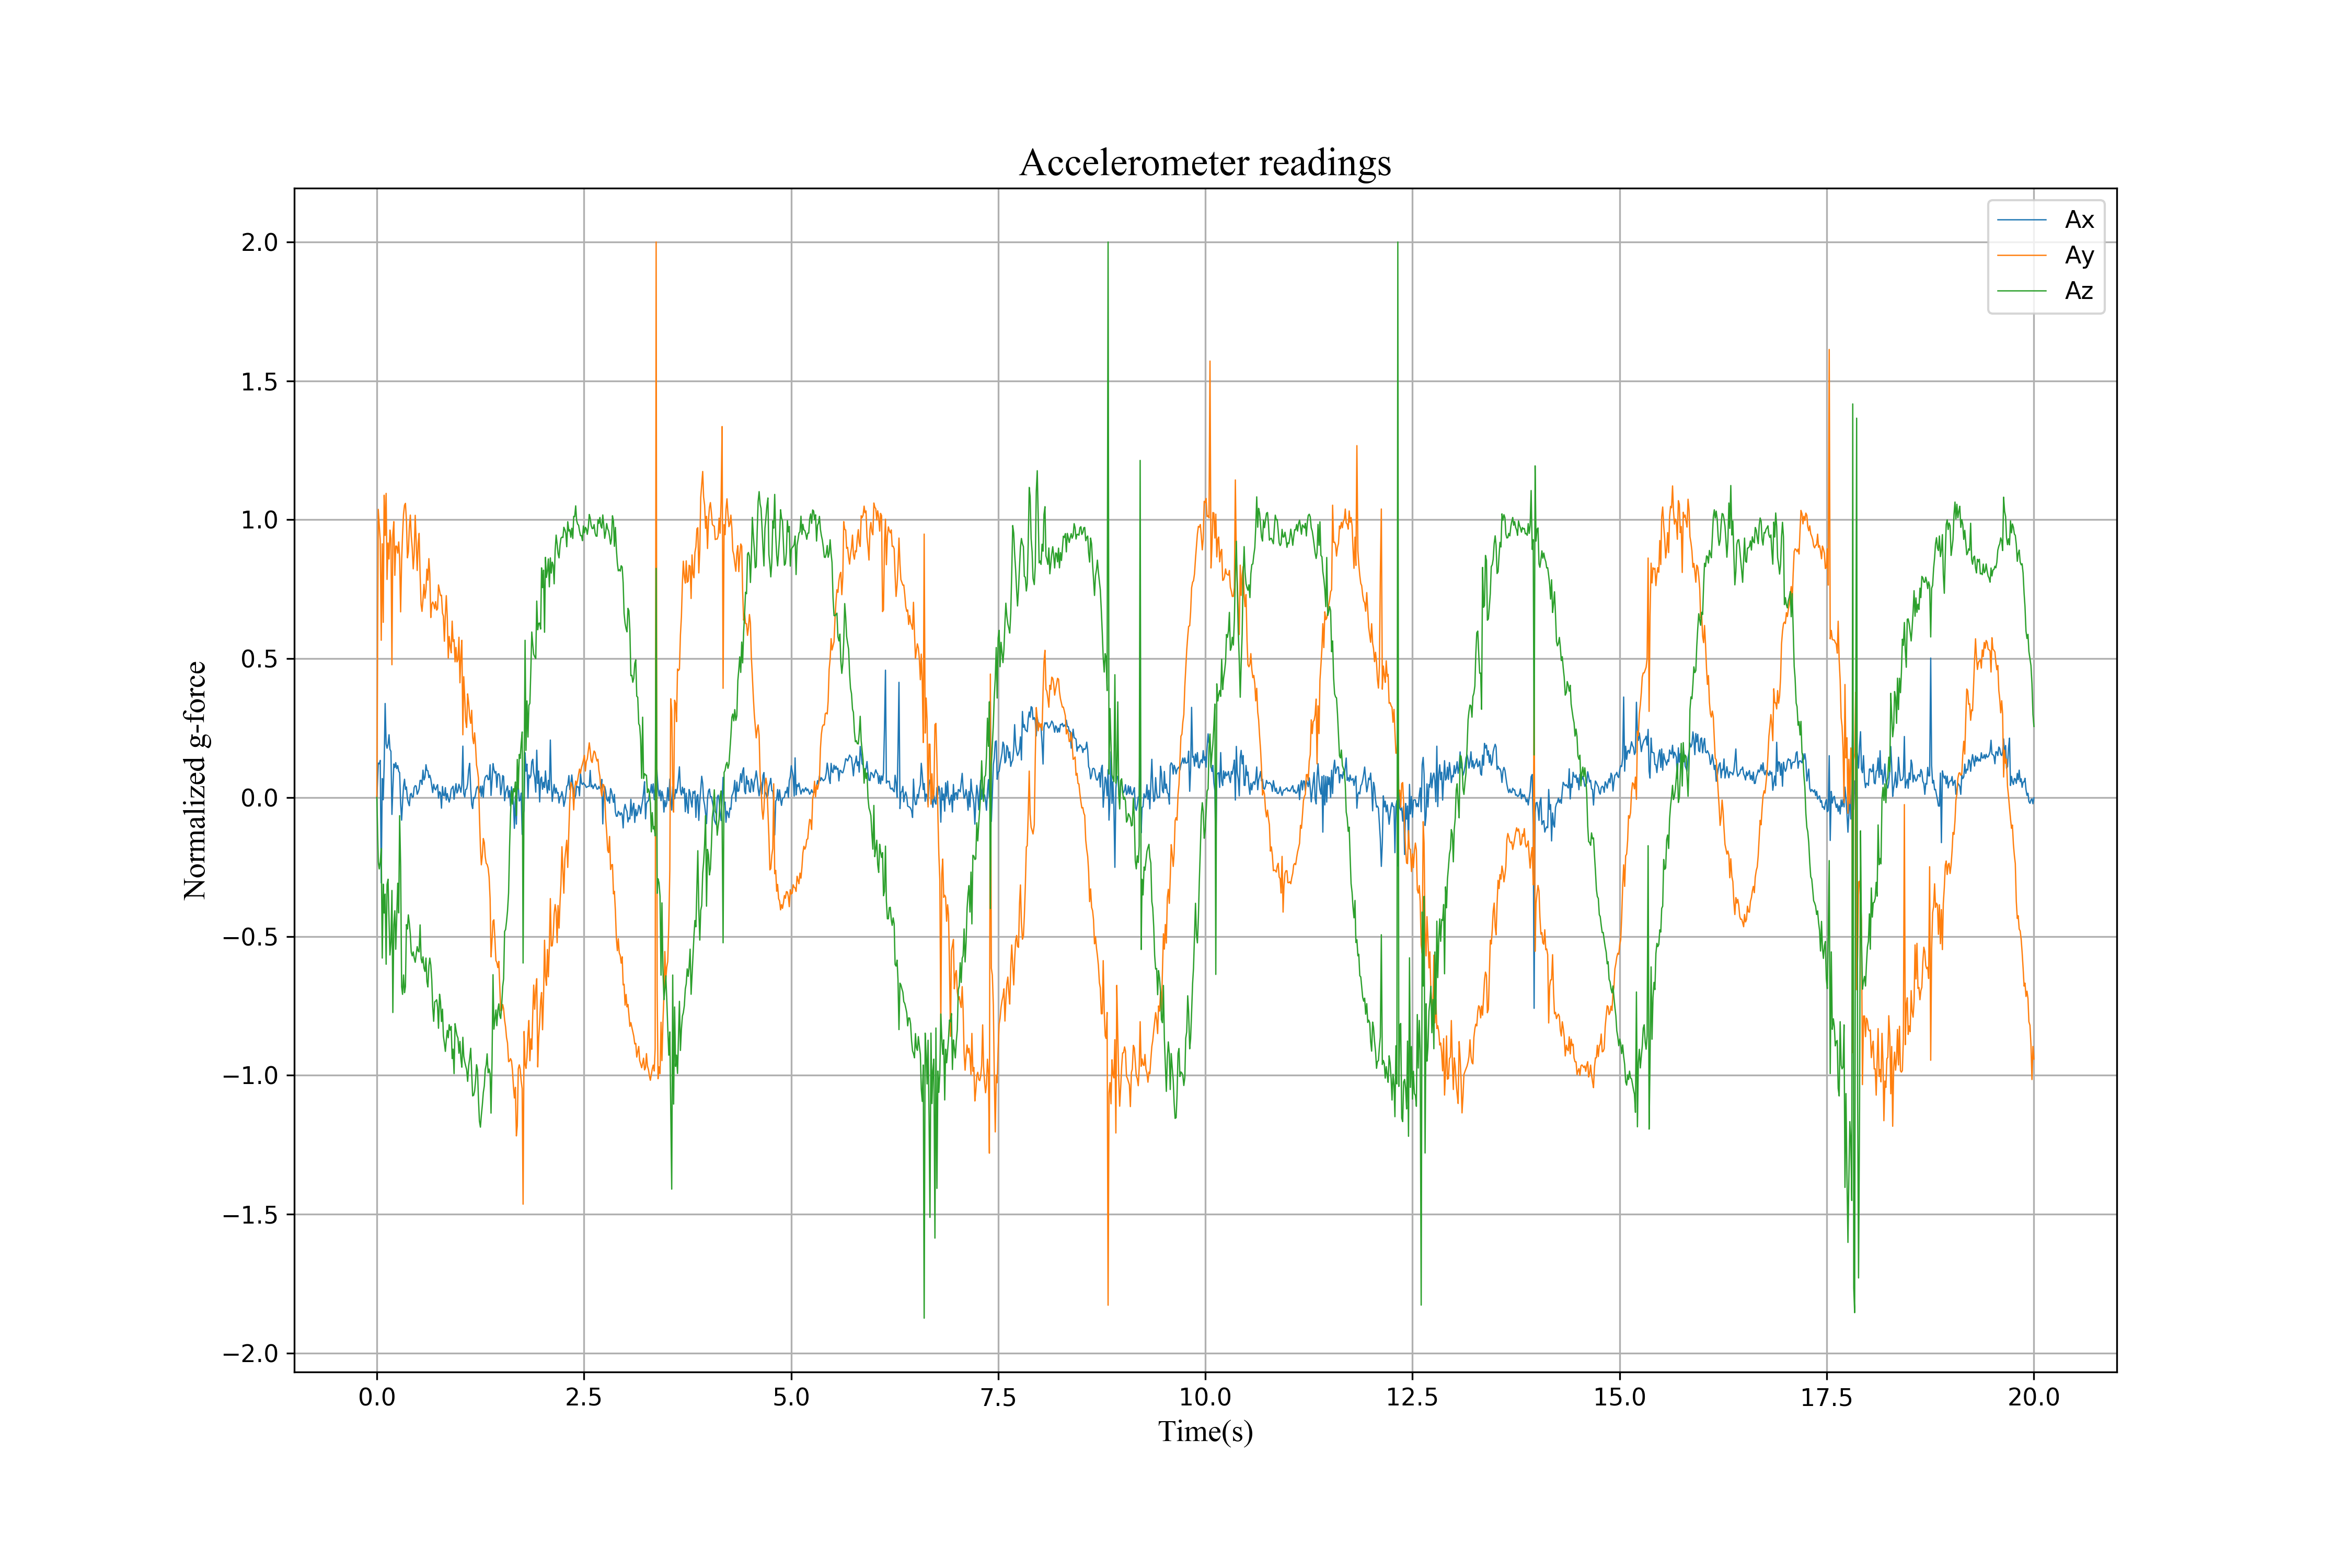 Accelerometer readings
Ax
Ay
Az
2.0
1.5
1.0
0.5
0.0
−0.5
−1.0
−1.5
−2.0
Normalized g-force
0.0 2.5 5.0 7.5 10.0 12.5 15.0 17.5 20.0
Time(s)